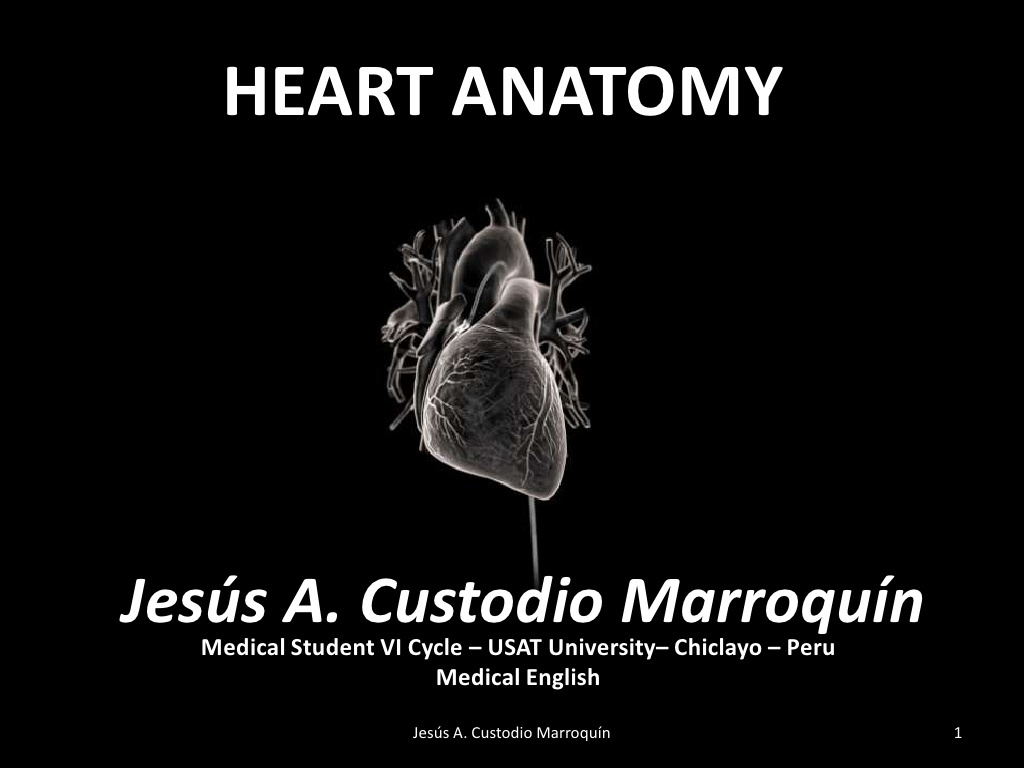 HEART ANATOMY
Jesús A. Custodio Marroquín
Medical Student VI Cycle – USAT University– Chiclayo – Peru
Medical English
Jesús A. Custodio Marroquín
1